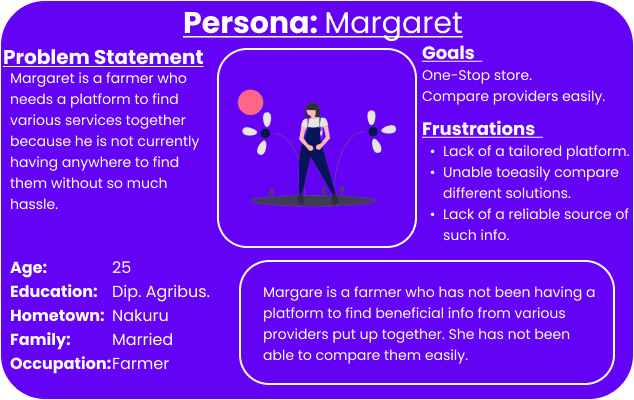 Persona: Margaret
Problem Statement
Margaret is a farmer who
needs a platform to find
various services together
because he is not currently
having anywhere to find
them without so much
hassle.
Goals
One-Stop store.
Compare providers easily.
Frustrations
• Lack of a tailored platform.
• Unable toeasily compare
different solutions.
• Lack of a reliable source of
such info.
Age: 25
Education: Dip. Agribus.
Hometown: Nakuru
Family: Married
Occupation: Farmer
Margare is a farmer who has not been having a
platform to find beneficial info from various
providers put up together. She has not been
able to compare them easily.